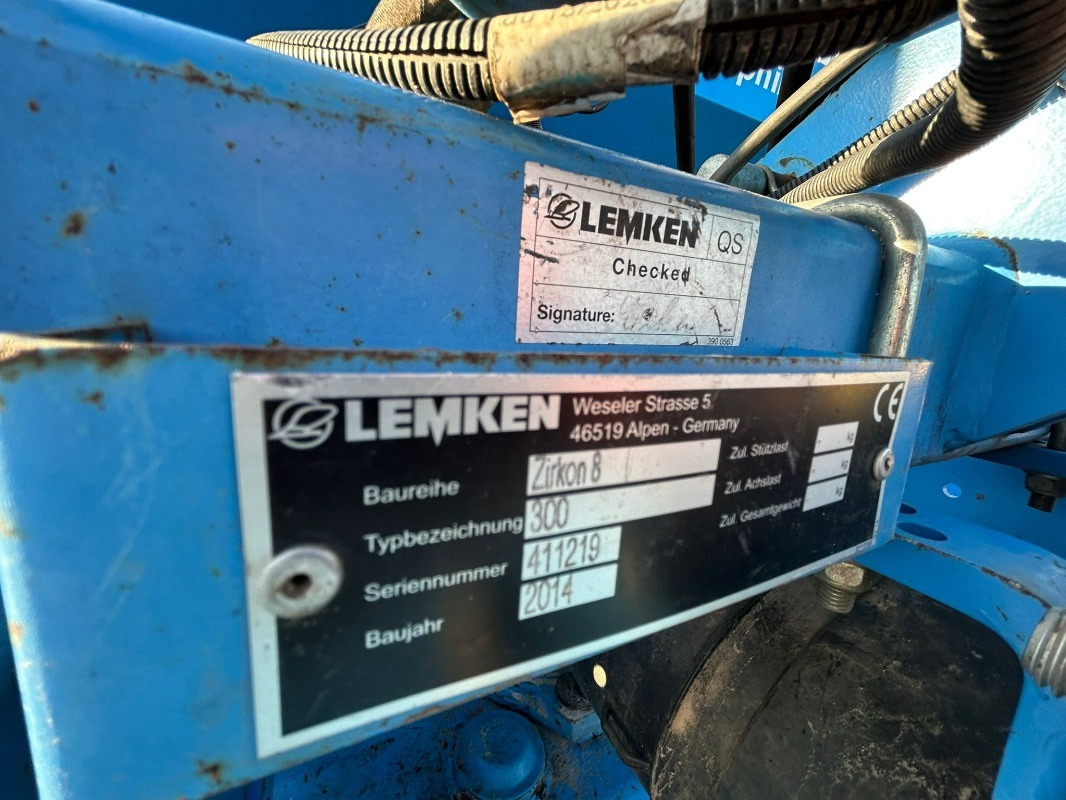 LEMKEN QS
Checked
Signature:
390 0563
LEMKEN Weseler Strasse 5
46519 Alpen - Germany
Baureihe Zirkon 8
Typbezeichnung 300
Seriennummer 411219
Baujahr 2014
Zul. Stützlast - kg
Zul. Achslast - kg
Zul. Gesamtgewicht - kg
CE